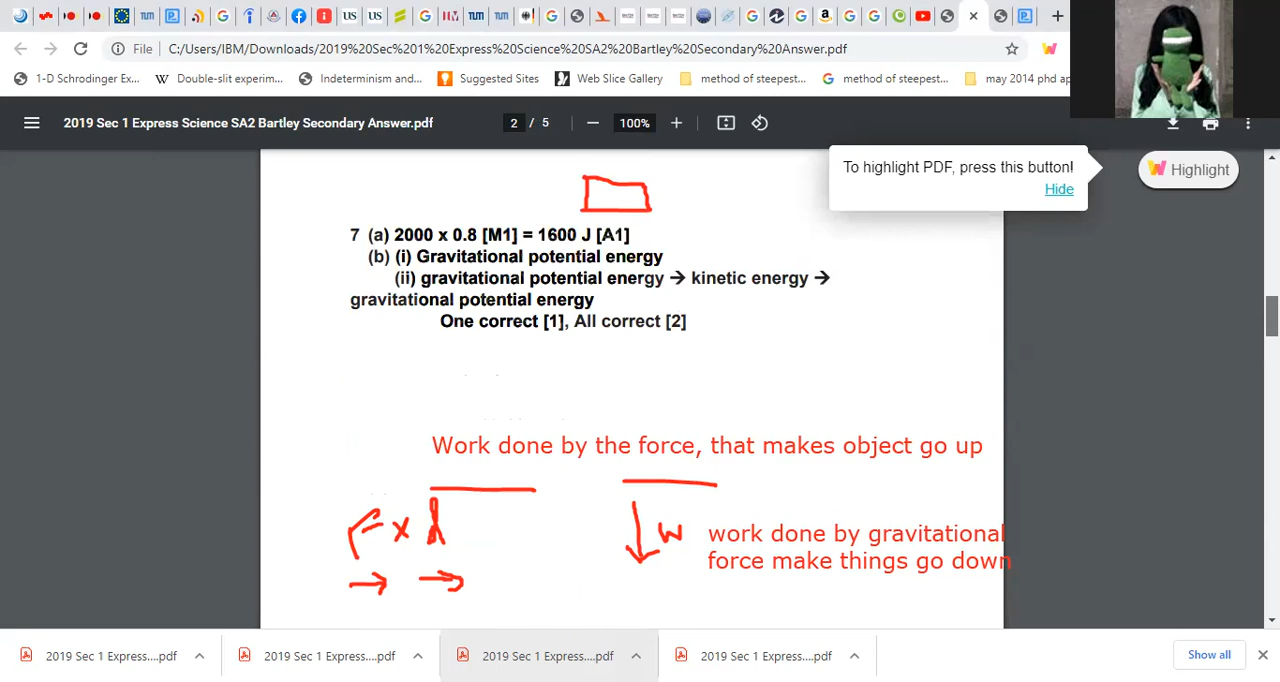 File
C:/Users/IBM/Downloads/2019%20Sec%201%20Express%20Science%20SA2%20Bartley%20Secondary%20Answer.pdf
1-D Schrodinger Ex...
Double-slit experim...
Indeterminism and...
Suggested Sites
Web Slice Gallery
method of steepest...
method of steepest...
may 2014 phd ap
2019 Sec 1 Express Science SA2 Bartley Secondary Answer.pdf
2 / 5
100%
To highlight PDF, press this button!
Hide
Highlight
7 (a) 2000 x 0.8 [M1] = 1600 J [A1]
(b) (i) Gravitational potential energy
(ii) gravitational potential energy → kinetic energy →
gravitational potential energy
One correct [1], All correct [2]
Work done by the force, that makes object go up
F x d
W
work done by gravitational
force make things go down
2019 Sec 1 Express....pdf
2019 Sec 1 Express....pdf
2019 Sec 1 Express....pdf
2019 Sec 1 Express....pdf
Show all